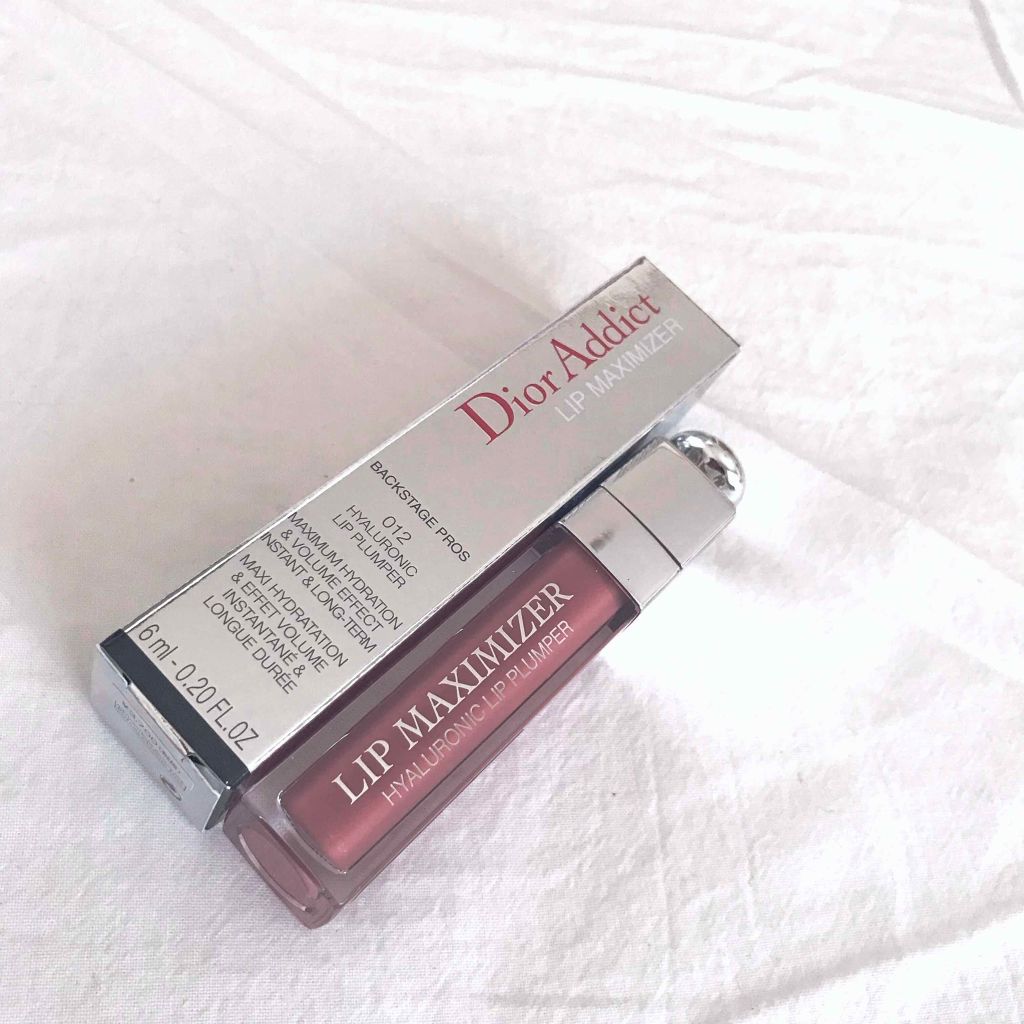 Dior Addict
LIP MAXIMIZER
BACKSTAGE PROS
012
HYALURONIC
LIP PLUMPER
MAXIMUM HYDRATION
& VOLUME EFFECT
INSTANT & LONG-TERM
MAXI HYDRATATION
& EFFET VOLUME
INSTANTANÉ &
LONGUE DURÉE
6 ml - 0.20 FL.OZ
LIP MAXIMIZER
HYALURONIC LIP PLUMPER